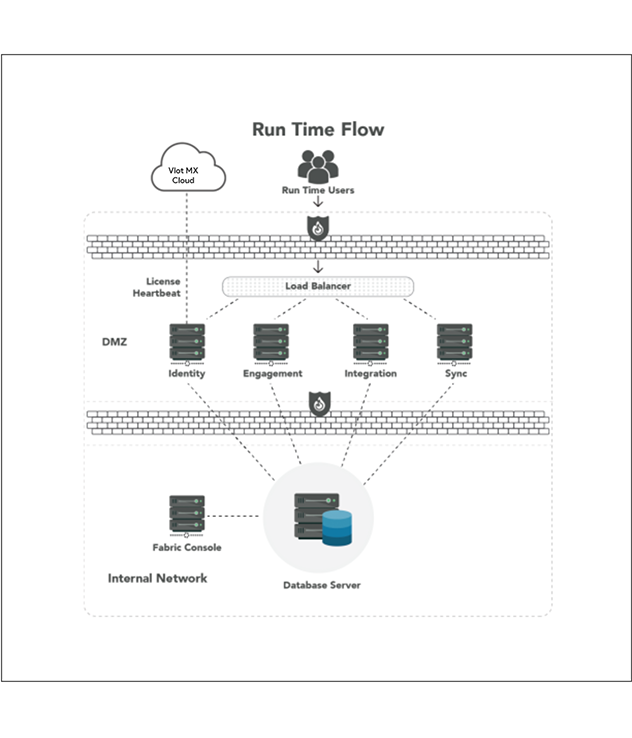 Run Time Flow
Vlot MX
Cloud
Run Time Users
License
Heartbeat
Load Balancer
DMZ
Identity
Engagement
Integration
Sync
Fabric Console
Internal Network
Database Server